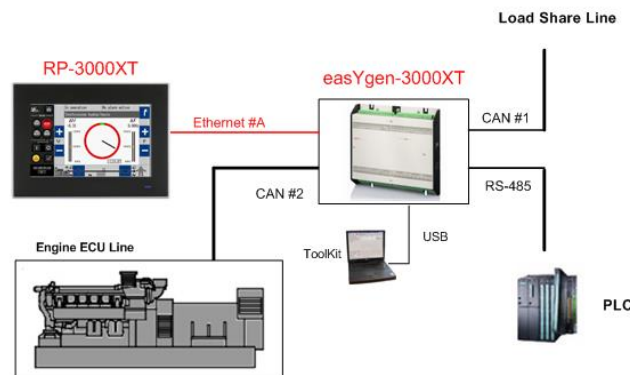 Load Share Line
RP-3000XT
easYgen-3000XT
Ethernet #A
CAN #1
CAN #2
RS-485
Engine ECU Line
ToolKit
USB
PLC